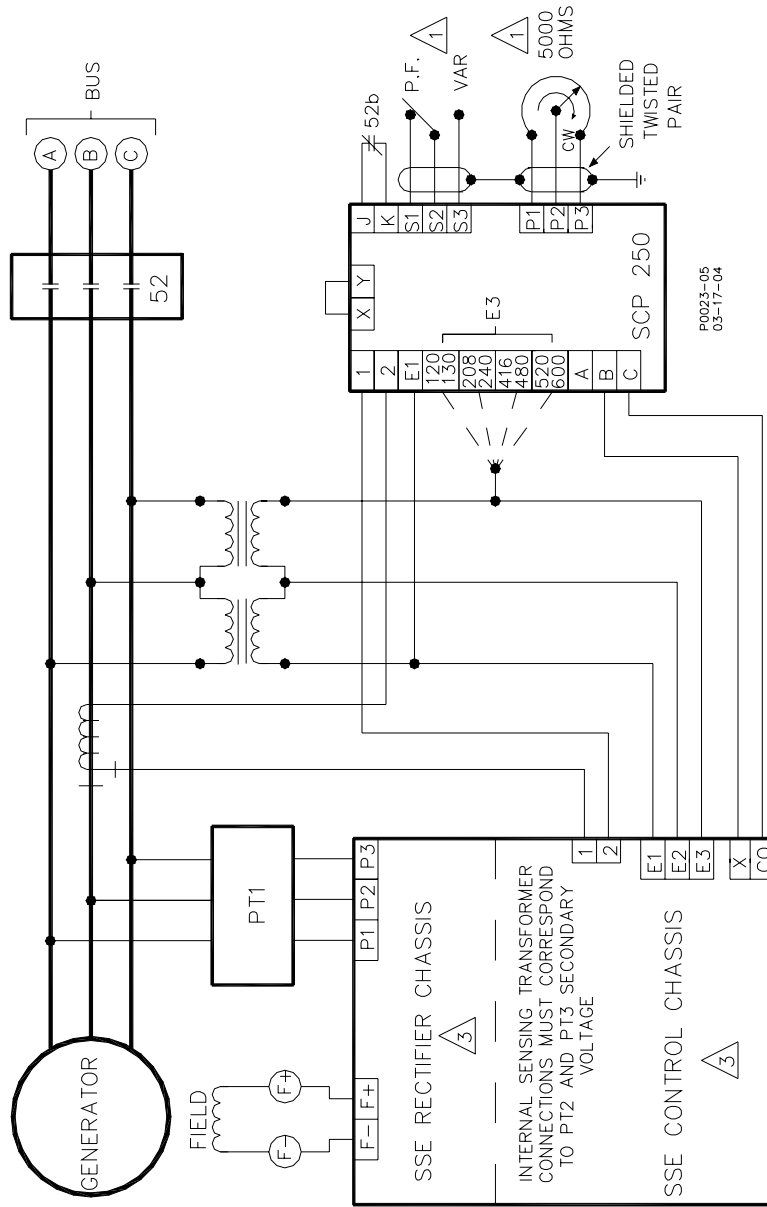 GENERATOR
A
B
C
BUS
52
FIELD
F-
F+
F-
F+
PT1
P1
P2
P3
SSE RECTIFIER CHASSIS
3
INTERNAL SENSING TRANSFORMER
CONNECTIONS MUST CORRESPOND
TO PT2 AND PT3 SECONDARY
VOLTAGE
SSE CONTROL CHASSIS
3
1
2
E1
E2
E3
X
1
2
E1
120
130
208
240
416
480
520
600
A
B
C
E3
X
Y
J
K
S1
S2
S3
P1
P2
P3
SCP 250
52b
P.F.
1
VAR
1
5000
OHMS
CW
SHIELDED
TWISTED
PAIR
P0023-05
03-17-04